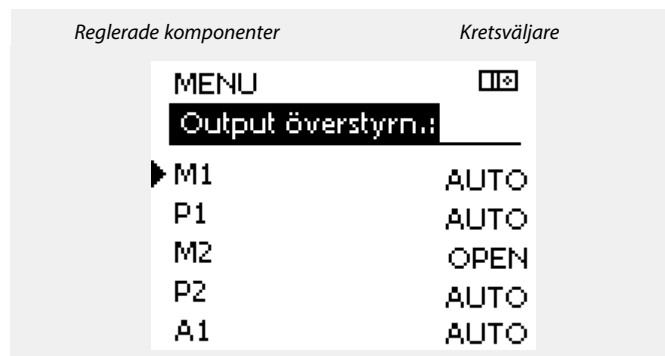 Reglerade komponenter Kretsväljare
MENU
Output överstyrn.:
M1 AUTO
P1 AUTO
M2 OPEN
P2 AUTO
A1 AUTO